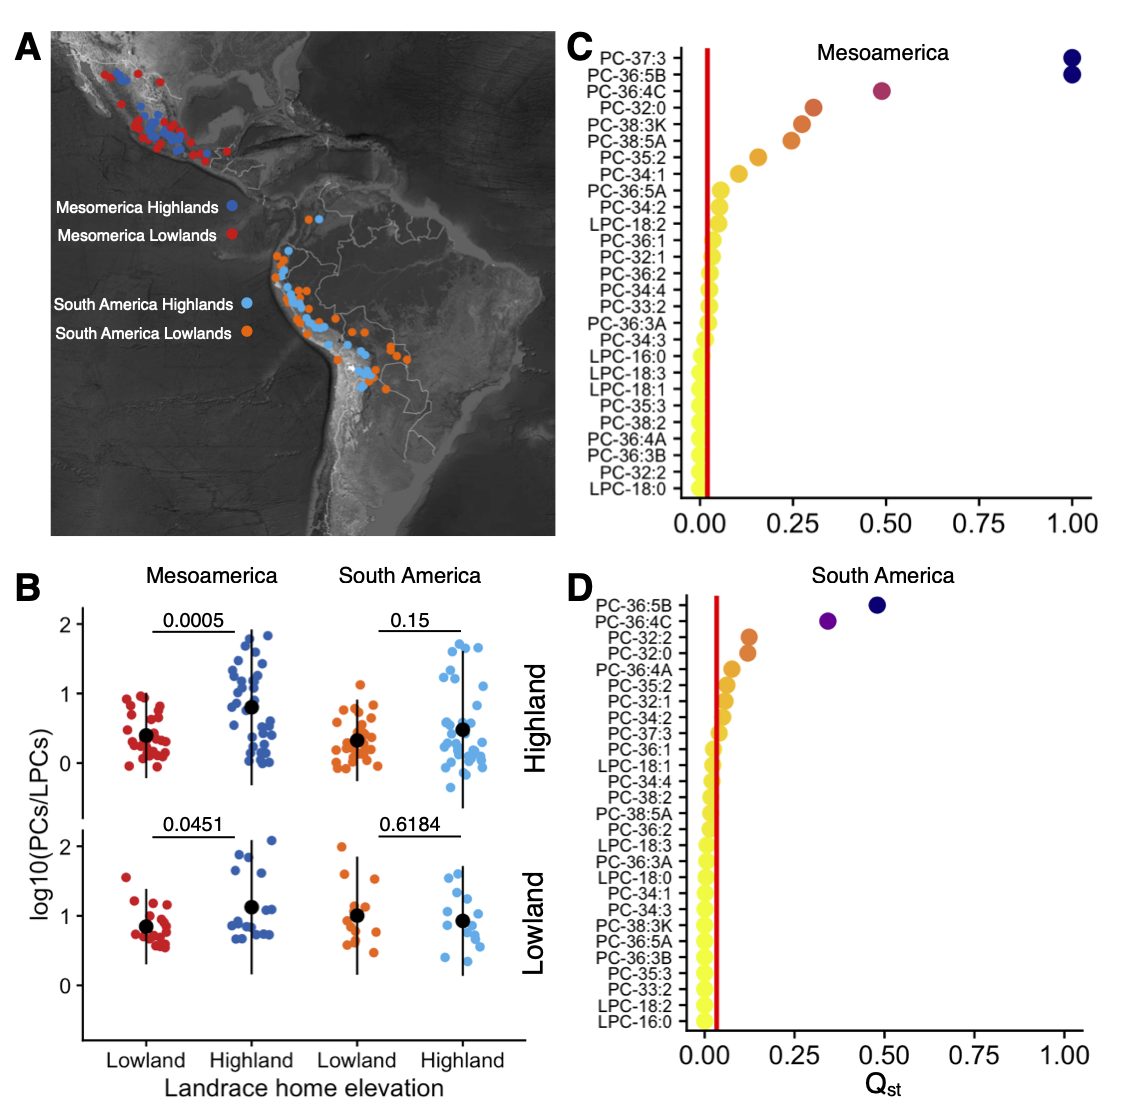 A
Mesomerica Highlands
Mesomerica Lowlands
South America Highlands
South America Lowlands
B
Mesoamerica
South America
0.0005
0.15
2
1
0
Highland
0.0451
0.6184
2
1
0
Lowland
log10(PCs/LPCs)
Lowland
Highland
Lowland
Highland
Landrace home elevation
C
Mesoamerica
PC-37:3
PC-36:5B
PC-36:4C
PC-32:0
PC-38:3K
PC-38:5A
PC-35:2
PC-34:1
PC-36:5A
PC-34:2
LPC-18:2
PC-36:1
PC-32:1
PC-36:2
PC-34:4
PC-33:2
PC-36:3A
PC-34:3
LPC-16:0
LPC-18:3
LPC-18:1
PC-35:3
PC-38:2
PC-36:4A
PC-36:3B
PC-32:2
LPC-18:0
0.00
0.25
0.50
0.75
1.00
D
South America
PC-36:5B
PC-36:4C
PC-32:2
PC-32:0
PC-36:4A
PC-35:2
PC-32:1
PC-34:2
PC-37:3
PC-36:1
LPC-18:1
PC-34:4
PC-38:2
PC-38:5A
PC-36:2
LPC-18:3
PC-36:3A
LPC-18:0
PC-34:1
PC-34:3
PC-38:3K
PC-36:5A
PC-36:3B
PC-35:3
PC-33:2
LPC-18:2
LPC-16:0
0.00
0.25
0.50
0.75
1.00
Qst